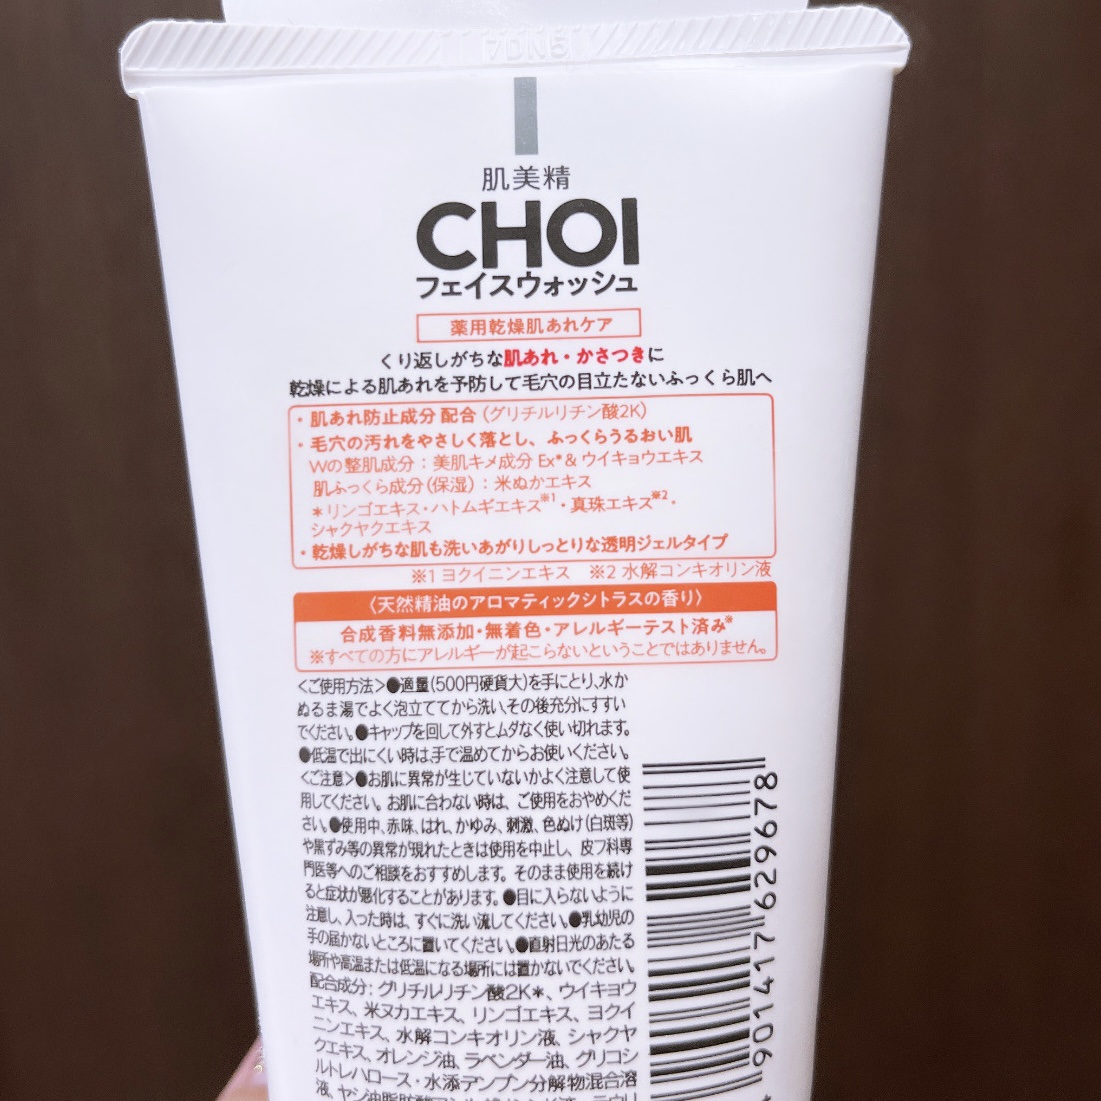 肌美精
CHOI
フェイスウォッシュ
薬用乾燥肌あれケア
くり返しがちな肌あれ・かさつきに
乾燥による肌あれを予防して毛穴の目立たないふっくら肌へ
・肌あれ防止成分 配合(グリチルリチン酸2K)
・毛穴の汚れをやさしく落とし、ふっくらうるおい肌
Wの整肌成分：美肌キメ成分 Ex*& ウイキョウエキス
肌ふっくら成分(保湿)：米ぬかエキス
*リンゴエキス・ハトムギエキス※1・真珠エキス※2・
シャクヤクエキス
・乾燥しがちな肌も洗いあがりしっとりな透明ジェルタイプ
※1 ヨクイニンエキス ※2 水解コンキオリン液
〈天然精油のアロマティックシトラスの香り〉
合成香料無添加・無着色・アレルギーテスト済み※
※すべての方にアレルギーが起こらないということではありません。
＜ご使用方法＞●適量(500円硬貨大)を手にとり、水か
ぬるま湯でよく泡立ててから洗い、その後充分にすすい
でください。●キャップを回して外すとムダなく使い切れます。
●低温で出にくい時は、手で温めてからお使いください。
＜ご注意＞●お肌に異常が生じていないかよく注意して使
用してください。お肌に合わない時は、ご使用をおやめくだ
さい。●使用中、赤味、はれ、かゆみ、刺激、色ぬけ(白斑等)
や黒ずみ等の異常が現れたときは使用を中止し、皮フ科専
門医等へのご相談をおすすめします。そのまま使用を続け
ると症状が悪化することがあります。●目に入らないように
注意し、入った時は、すぐに洗い流してください。●乳幼児の
手の届かないところに置いてください。●直射日光のあたる
場所や高温または低温になる場所には置かないでください。
配合成分：グリチルリチン酸2K*、ウイキョウ
エキス、米ヌカエキス、リンゴエキス、ヨクイ
ニンエキス、水解コンキオリン液、シャクヤ
クエキス、オレンジ油、ラベンダー油、グリコシ
ルトレハロース・水添デンプン分解物混合溶
液、ヤシ油脂肪酸
4 901417 629678